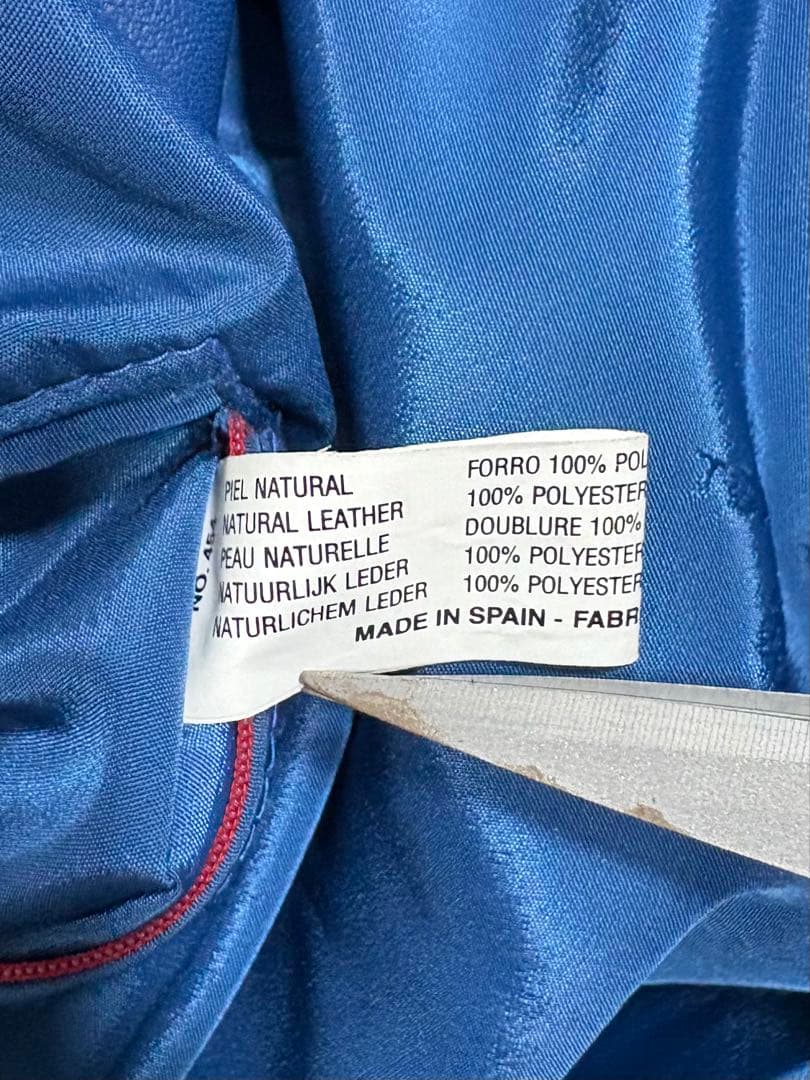 PIEL NATURAL
NATURAL LEATHER
PEAU NATURELLE
NATUURLIJK LEDER
NATURLICHEM LEDER
FORRO 100% POL
100% POLYESTER
DOUBLURE 100%
100% POLYESTER
100% POLYESTER
MADE IN SPAIN - FABR
NO.